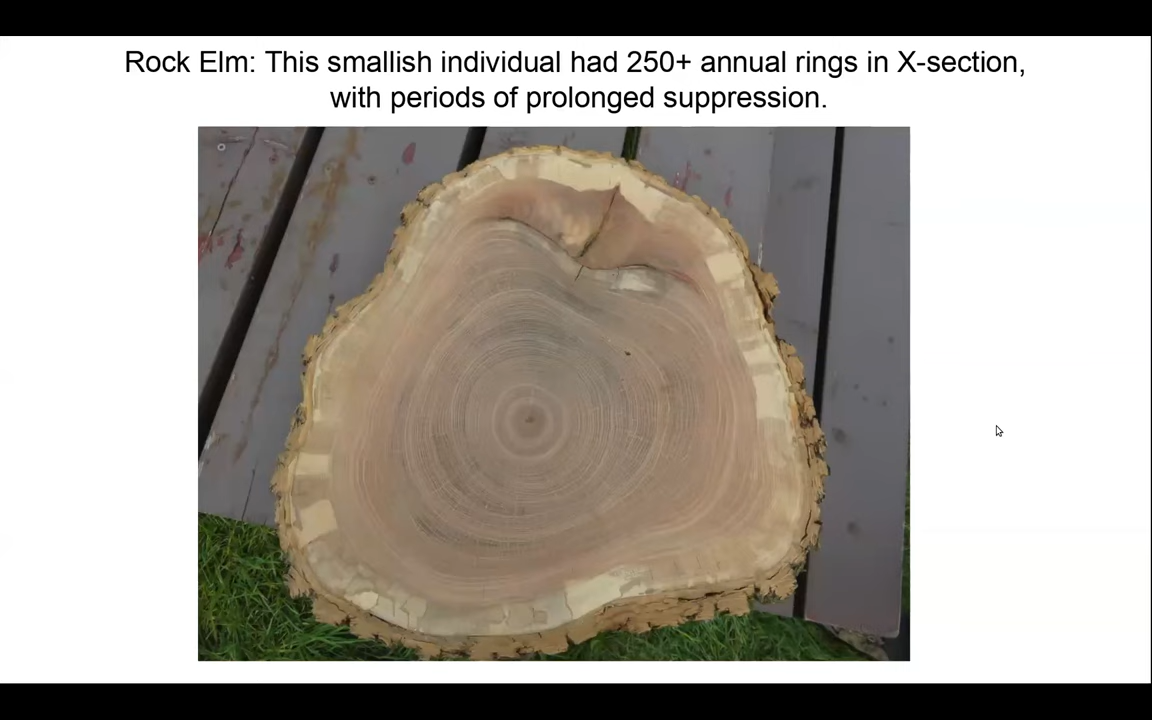 Rock Elm: This smallish individual had 250+ annual rings in X-section,
with periods of prolonged suppression.